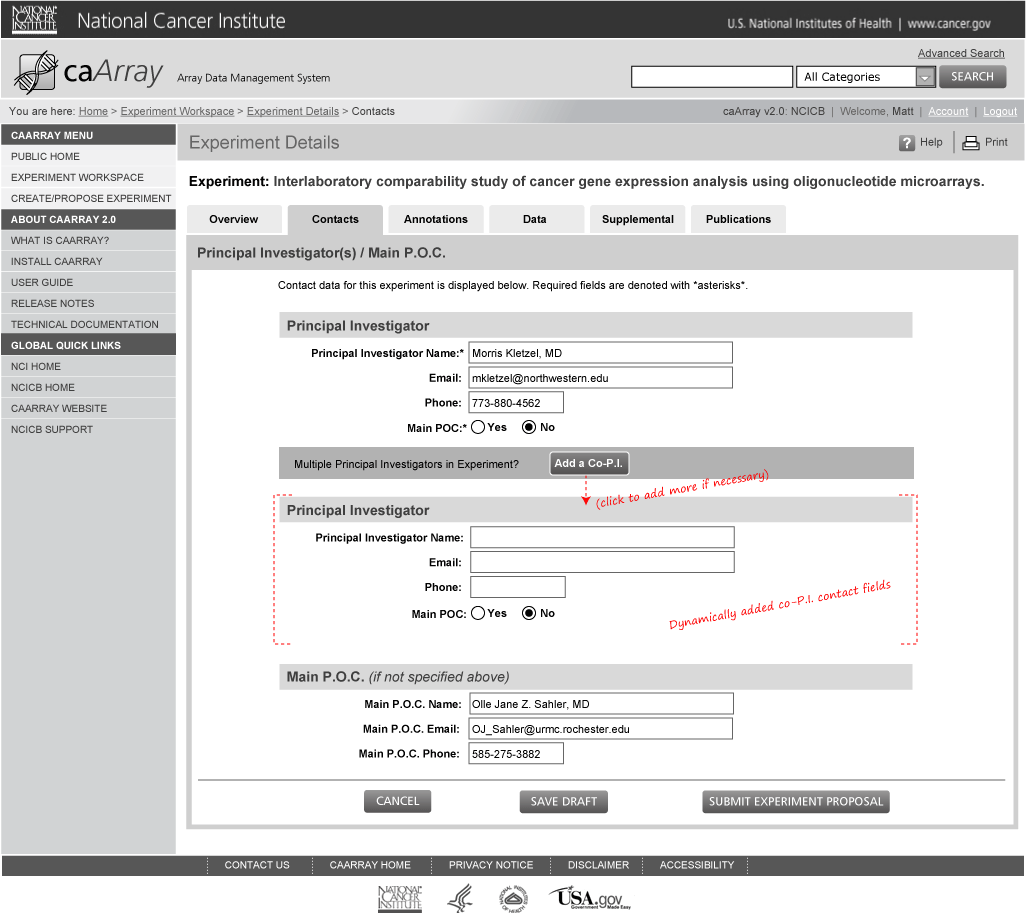 NATIONAL CANCER INSTITUTE
National Cancer Institute
U.S. National Institutes of Health | www.cancer.gov
Advanced Search
caArray Array Data Management System
All Categories
SEARCH
You are here: Home > Experiment Workspace > Experiment Details > Contacts
caArray v2.0: NCICB | Welcome, Matt | Account | Logout
CAARRAY MENU
PUBLIC HOME
EXPERIMENT WORKSPACE
CREATE/PROPOSE EXPERIMENT
ABOUT CAARRAY 2.0
WHAT IS CAARRAY?
INSTALL CAARRAY
USER GUIDE
RELEASE NOTES
TECHNICAL DOCUMENTATION
GLOBAL QUICK LINKS
NCI HOME
NCICB HOME
CAARRAY WEBSITE
NCICB SUPPORT
Experiment Details
? Help
Print
Experiment: Interlaboratory comparability study of cancer gene expression analysis using oligonucleotide microarrays.
Overview
Contacts
Annotations
Data
Supplemental
Publications
Principal Investigator(s) / Main P.O.C.
Contact data for this experiment is displayed below. Required fields are denoted with *asterisks*.
Principal Investigator
Principal Investigator Name:* Morris Kletzel, MD
Email: mkletzel@northwestern.edu
Phone: 773-880-4562
Main POC:* Yes No
Multiple Principal Investigators in Experiment? Add a Co-P.I.
(click to add more if necessary)
Principal Investigator
Principal Investigator Name:
Email:
Phone:
Main POC: Yes No
Dynamically added co-P.I. contact fields
Main P.O.C. (if not specified above)
Main P.O.C. Name: Olle Jane Z. Sahler, MD
Main P.O.C. Email: OJ_Sahler@urmc.rochester.edu
Main P.O.C. Phone: 585-275-3882
CANCEL
SAVE DRAFT
SUBMIT EXPERIMENT PROPOSAL
CONTACT US
CAARRAY HOME
PRIVACY NOTICE
DISCLAIMER
ACCESSIBILITY
NATIONAL CANCER INSTITUTE
USA.gov
Government Made Easy